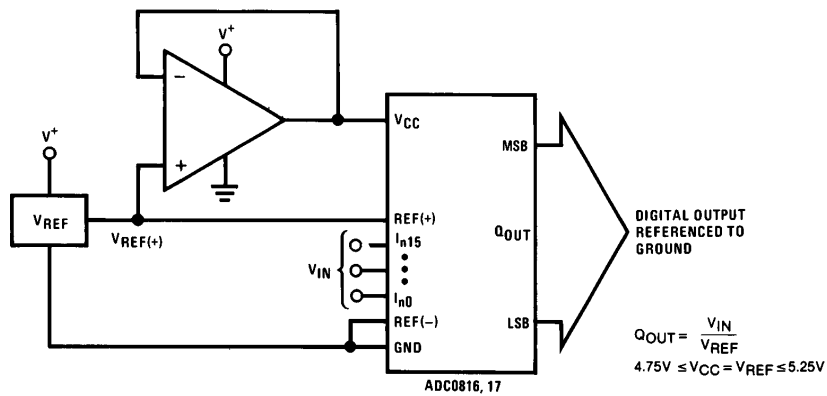 V+
−
VCC
MSB
V+
+
VREF
VREF(+)
REF(+)
In15
VIN
In0
REF(−)
GND
QOUT
LSB
DIGITAL OUTPUT
REFERENCED TO
GROUND
QOUT = VIN / VREF
4.75V ≤ VCC = VREF ≤ 5.25V
ADC0816, 17